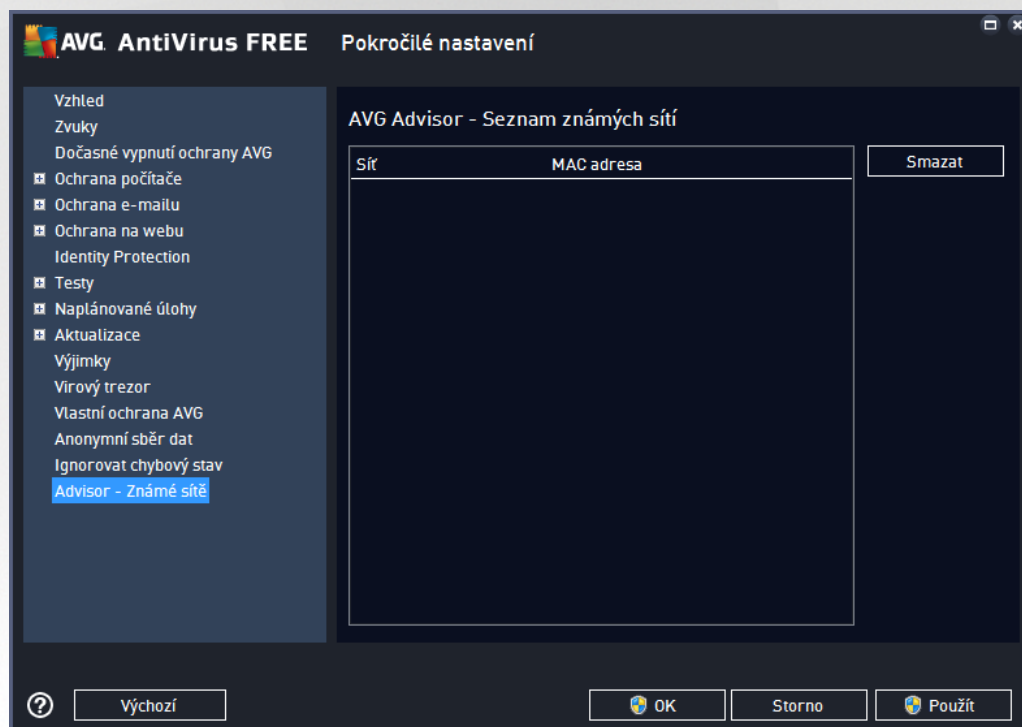 AVG AntiVirus FREE Pokročilé nastavení
Vzhled
Zvuky
Dočasné vypnutí ochrany AVG
Ochrana počítače
Ochrana e-mailu
Ochrana na webu
Identity Protection
Testy
Naplánované úlohy
Aktualizace
Výjimky
Virový trezor
Vlastní ochrana AVG
Anonymní sběr dat
Ignorovat chybový stav
Advisor - Známé sítě
AVG Advisor - Seznam známých sítí
Síť MAC adresa
Smazat
? Výchozí OK Storno Použít